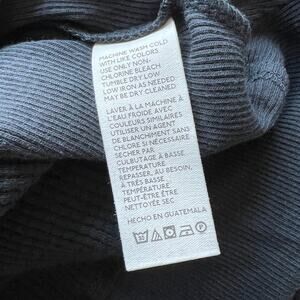 MACHINE WASH COLD
WITH LIKE COLORS
USE ONLY NON-
CHLORINE BLEACH
TUMBLE DRY LOW
LOW IRON AS NEEDED
MAY BE DRY CLEANED
LAVER À LA MACHINE À
L'EAU FROIDE AVEC
COULEURS SIMILAIRES
UTILISER UN AGENT
DE BLANCHIMENT SANS
CHLORE SI NÉCESSAIRE
SÉCHER PAR
CULBUTAGE À BASSE
TEMPÉRATURE
REPASSER, AU BESOIN,
À TRÈS BASSE
TEMPÉRATURE
PEUT-ÊTRE ÊTRE
NETTOYÉE SEC
HECHO EN GUATEMALA